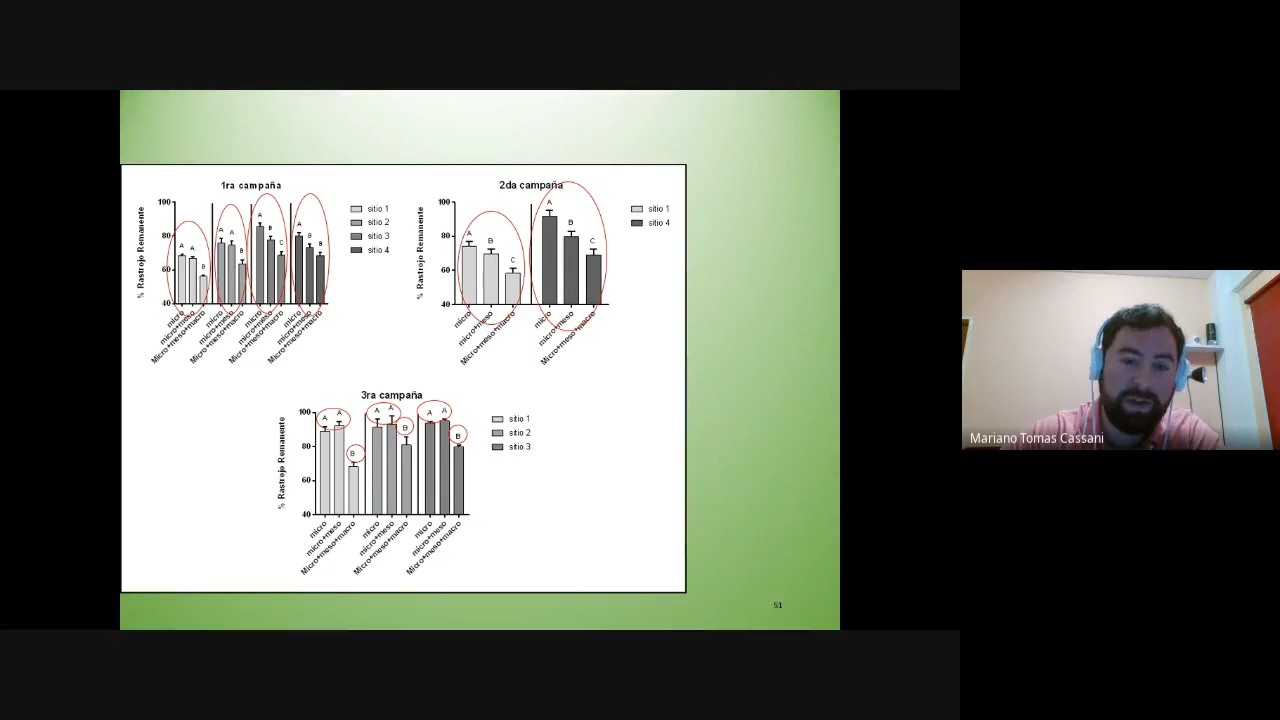 1ra campaña
% Rastrojo Remanente
100
80
60
40
A A B
A A B
A B C
A B B
micro
micro+meso
Micro+meso+macro
micro
micro+meso
Micro+meso+macro
micro
micro+meso
Micro+meso+macro
micro
micro+meso
Micro+meso+macro
sitio 1
sitio 2
sitio 3
sitio 4
2da campaña
% Rastrojo Remanente
100
80
60
40
A B C
A B C
micro
micro+meso
Micro+meso+macro
micro
micro+meso
Micro+meso+macro
sitio 1
sitio 4
3ra campaña
% Rastrojo Remanente
100
80
60
40
A A B
A A B
A A B
micro
micro+meso
Micro+meso+macro
micro
micro+meso
Micro+meso+macro
micro
micro+meso
Micro+meso+macro
sitio 1
sitio 2
sitio 3
51
Mariano Tomas Cassani